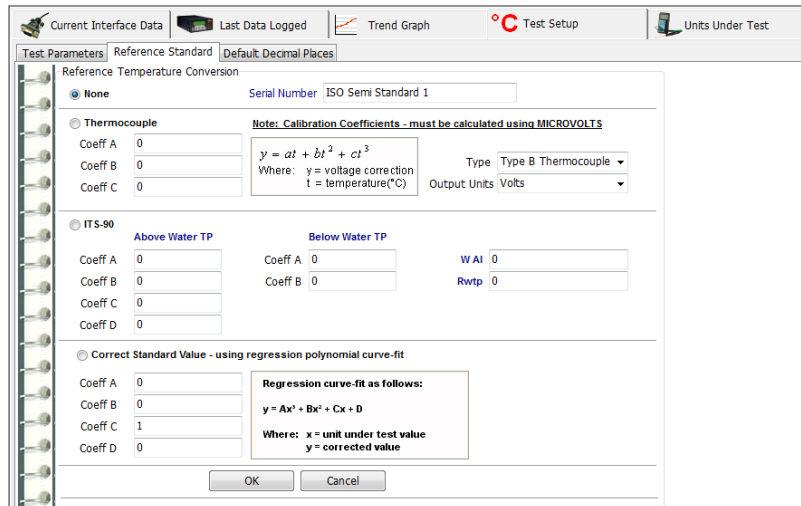 Current Interface Data Last Data Logged Trend Graph °C Test Setup Units Under Test
Test Parameters Reference Standard Default Decimal Places
Reference Temperature Conversion
None Serial Number ISO Semi Standard 1
Thermocouple Note: Calibration Coefficients - must be calculated using MICROVOLTS
Coeff A 0
Coeff B 0
Coeff C 0
y = at + bt² + ct³
Where: y = voltage correction
t = temperature(°C)
Type Type B Thermocouple
Output Units Volts
ITS-90
Above Water TP Below Water TP
Coeff A 0 Coeff A 0 W Al 0
Coeff B 0 Coeff B 0 Rwtp 0
Coeff C 0
Coeff D 0
Correct Standard Value - using regression polynomial curve-fit
Coeff A 0
Coeff B 0
Coeff C 1
Coeff D 0
Regression curve-fit as follows:
y = Ax³ + Bx² + Cx + D
Where: x = unit under test value
y = corrected value
OK Cancel